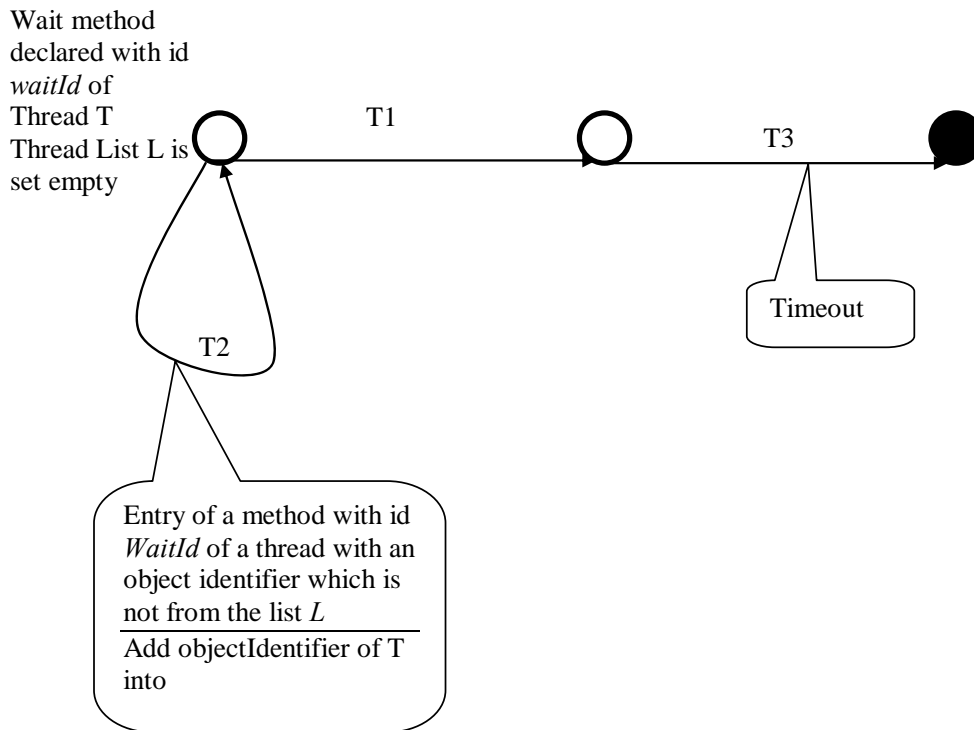 Wait method
declared with id
waitId of
Thread T
Thread List L is
set empty
T1
T3
Timeout
T2
Entry of a method with id
WaitId of a thread with an
object identifier which is
not from the list L
Add objectIdentifier of T
into